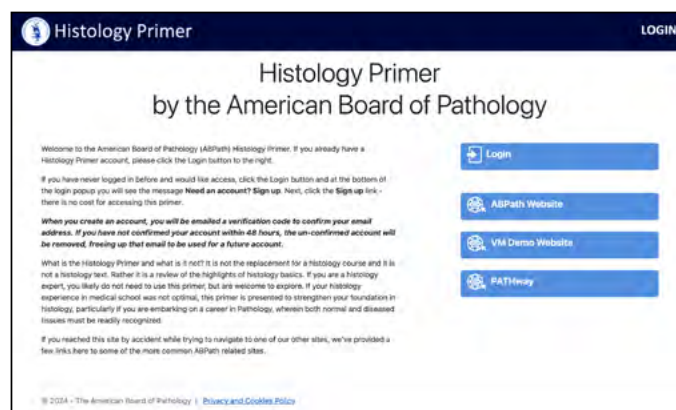 Histology Primer
LOGIN
Histology Primer
by the American Board of Pathology
Welcome to the American Board of Pathology (ABPath) Histology Primer. If you already have a
Histology Primer account, please click the Login button to the right.
If you have never logged in before and would like access, click the Login button and at the bottom of
the login popup you will see the message Need an account? Sign up. Next, click the Sign up link -
there is no cost for accessing this primer.
When you create an account, you will be emailed a verification code to confirm your email
address. If you have not confirmed your account within 48 hours, the un-confirmed account will
be removed, freeing up that email to be used for a future account.
What is the Histology Primer and what is it not? It is not the replacement for a histology course and it is
not a histology text. Rather it is a review of the highlights of histology basics. If you are a histology
expert, you likely do not need to use this primer, but are welcome to explore. If your histology
experience in medical school was not optimal, this primer is presented to strengthen your foundation in
histology, particularly if you are embarking on a career in Pathology, wherein both normal and diseased
tissues must be readily recognized.
If you reached this site by accident while trying to navigate to one of our other sites, we've provided a
few links here to some of the more common ABPath related sites.
Login
ABPath Website
VM Demo Website
PATHway
© 2024 - The American Board of Pathology | Privacy and Cookies Policy